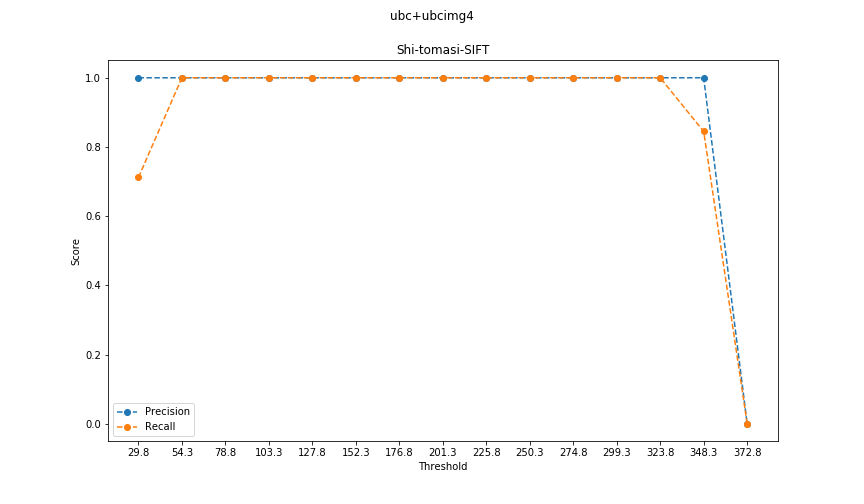 ubc+ubcimg4
Shi-tomasi-SIFT
1.0
0.8
0.6
0.4
0.2
0.0
Score
Precision
Recall
29.8 54.3 78.8 103.3 127.8 152.3 176.8 201.3 225.8 250.3 274.8 299.3 323.8 348.3 372.8
Threshold